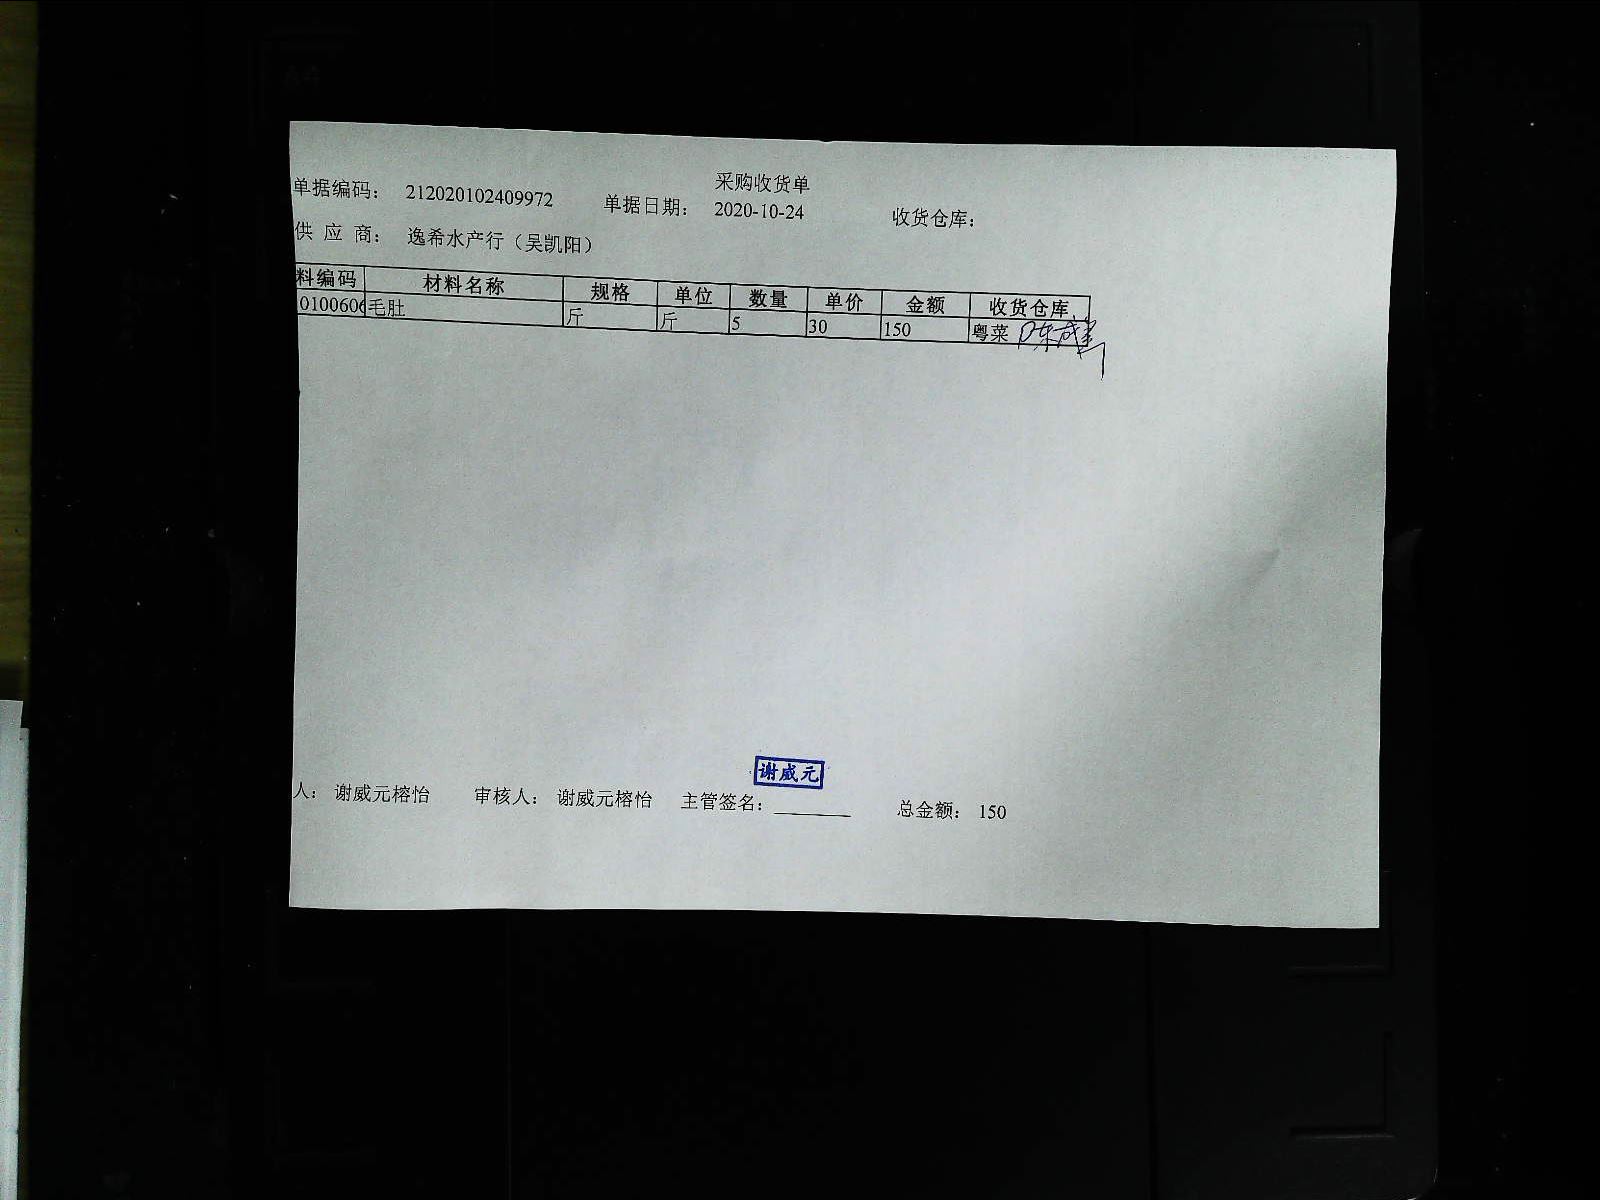 采购收货单
单据编码： 212020102409972 单据日期： 2020-10-24 收货仓库：
供 应 商： 逸希水产行（吴凯阳）
料编码 材料名称 规格 单位 数量 单价 金额 收货仓库
0100606 毛肚 斤 斤 5 30 150 粤菜
谢威元
人： 谢威元榕怡 审核人： 谢威元榕怡 主管签名： 总金额： 150